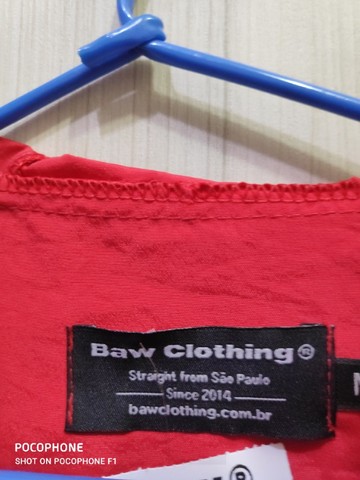 Baw Clothing®
Straight from São Paulo
Since 2014
bawclothing.com.br
POCOPHONE
SHOT ON POCOPHONE F1